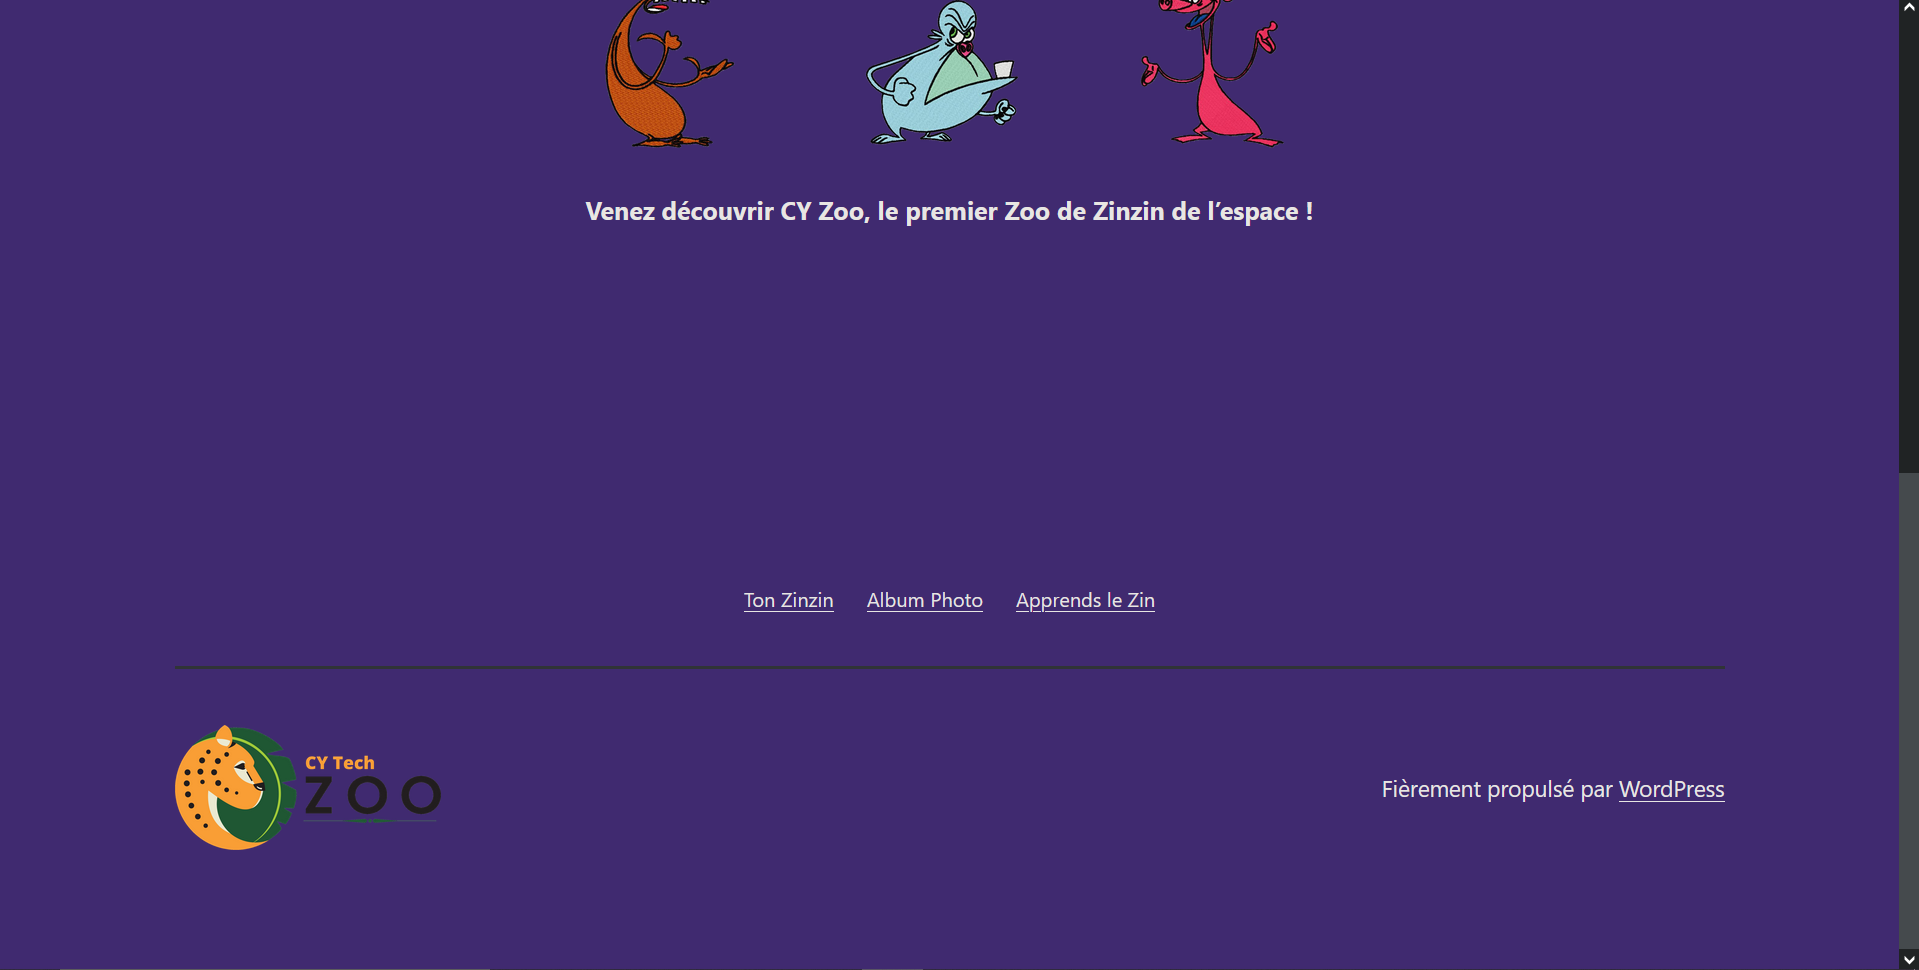 Venez découvrir CY Zoo, le premier Zoo de Zinzin de l’espace !
Ton Zinzin Album Photo Apprends le Zin
CY Tech
ZOO
Fièrement propulsé par WordPress